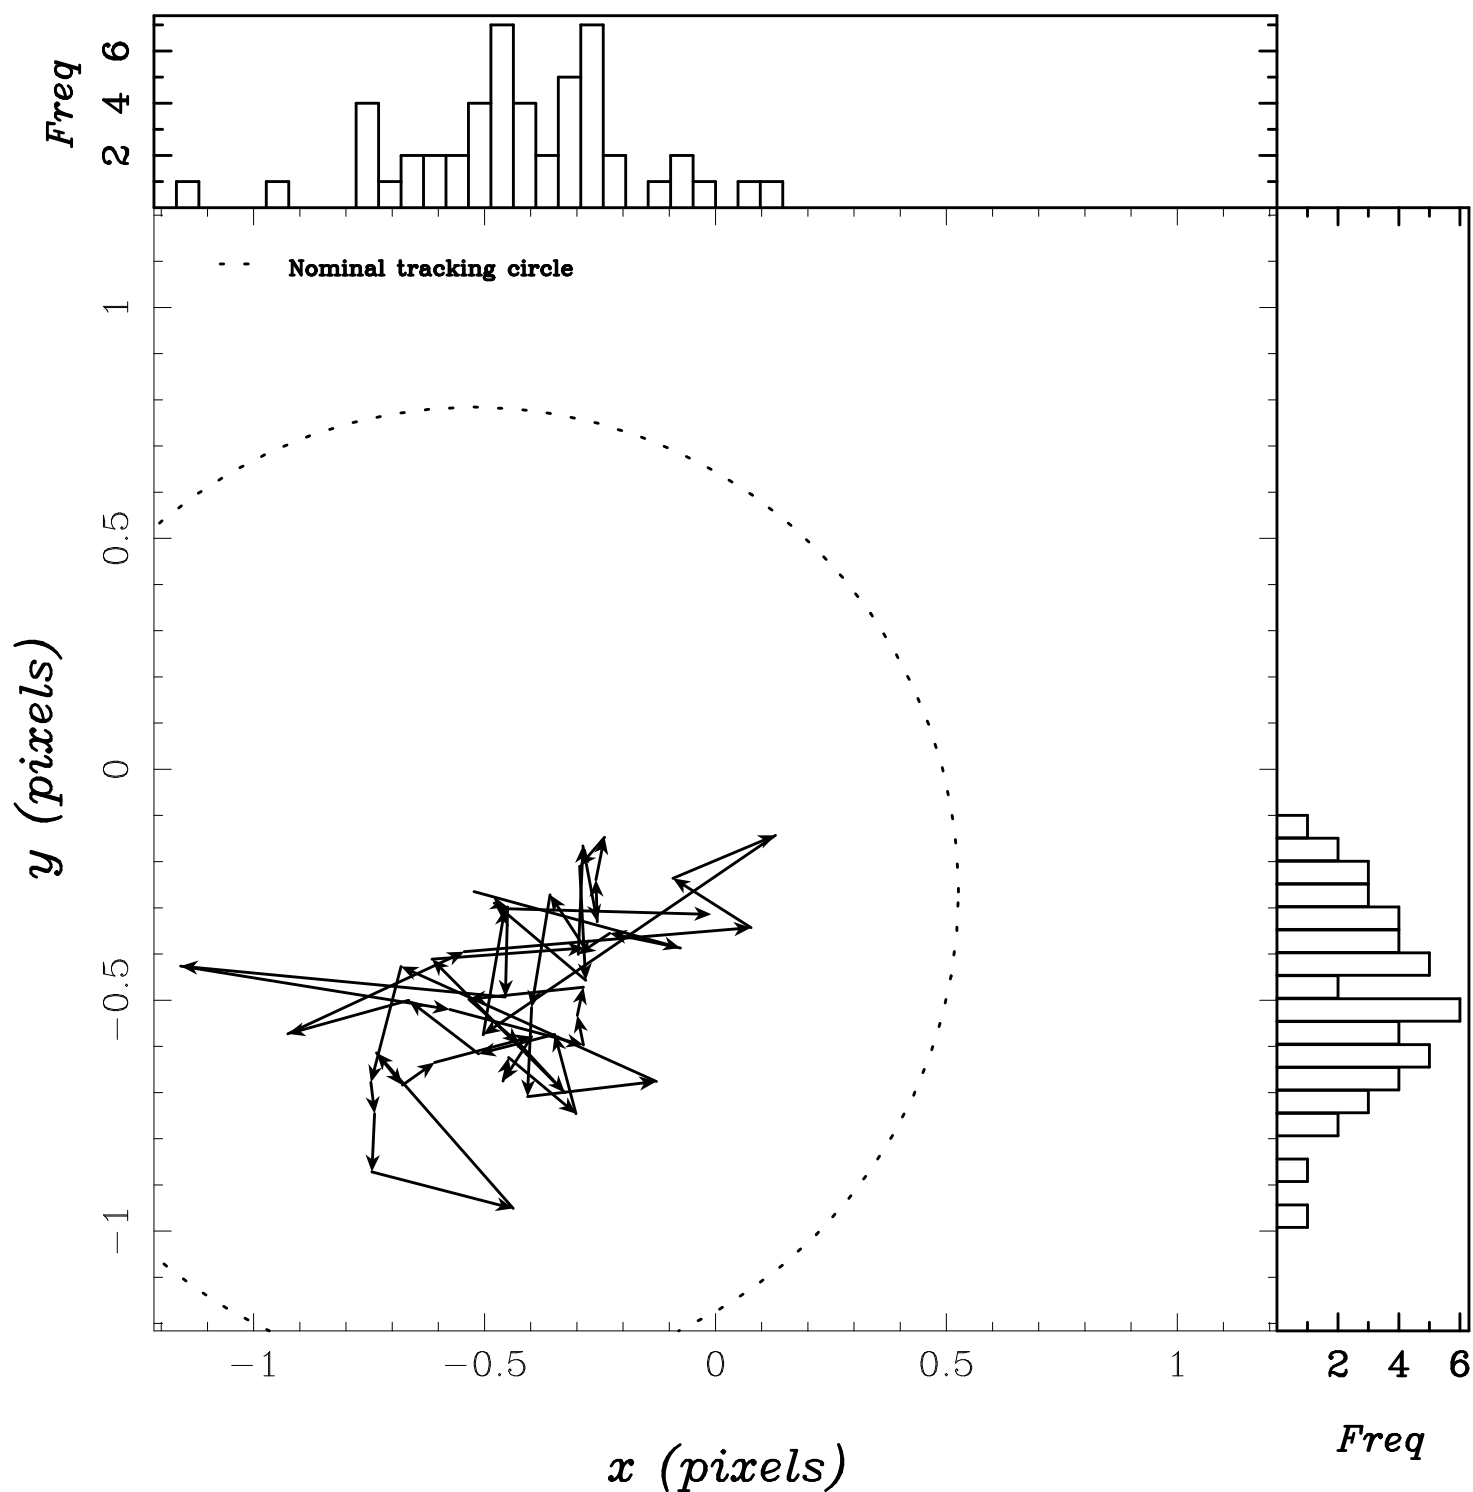 Freq
6
4
2
Nominal tracking circle
1
0.5
0
−0.5
−1
y (pixels)
−1 −0.5 0 0.5 1
x (pixels)
2 4 6
Freq